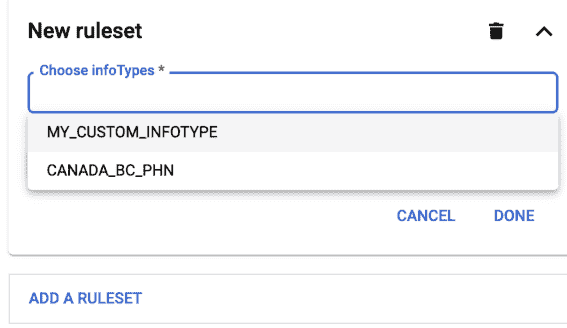 New ruleset
Choose infoTypes *
MY_CUSTOM_INFOTYPE
CANADA_BC_PHN
CANCEL DONE
ADD A RULESET